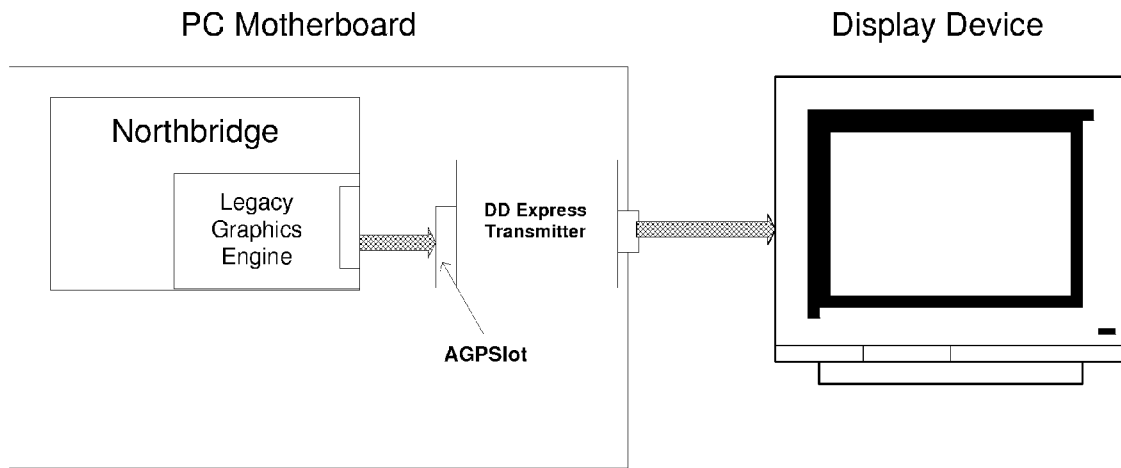 PC Motherboard
Display Device
Northbridge
Legacy
Graphics
Engine
DD Express
Transmitter
AGPSlot